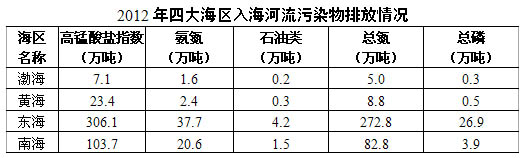 2012 年四大海区入海河流污染物排放情况
海区名称 高锰酸盐指数(万吨) 氨氮(万吨) 石油类(万吨) 总氮(万吨) 总磷(万吨)
渤海 7.1 1.6 0.2 5.0 0.3
黄海 23.4 2.4 0.3 8.8 0.5
东海 306.1 37.7 4.2 272.8 26.9
南海 103.7 20.6 1.5 82.8 3.9